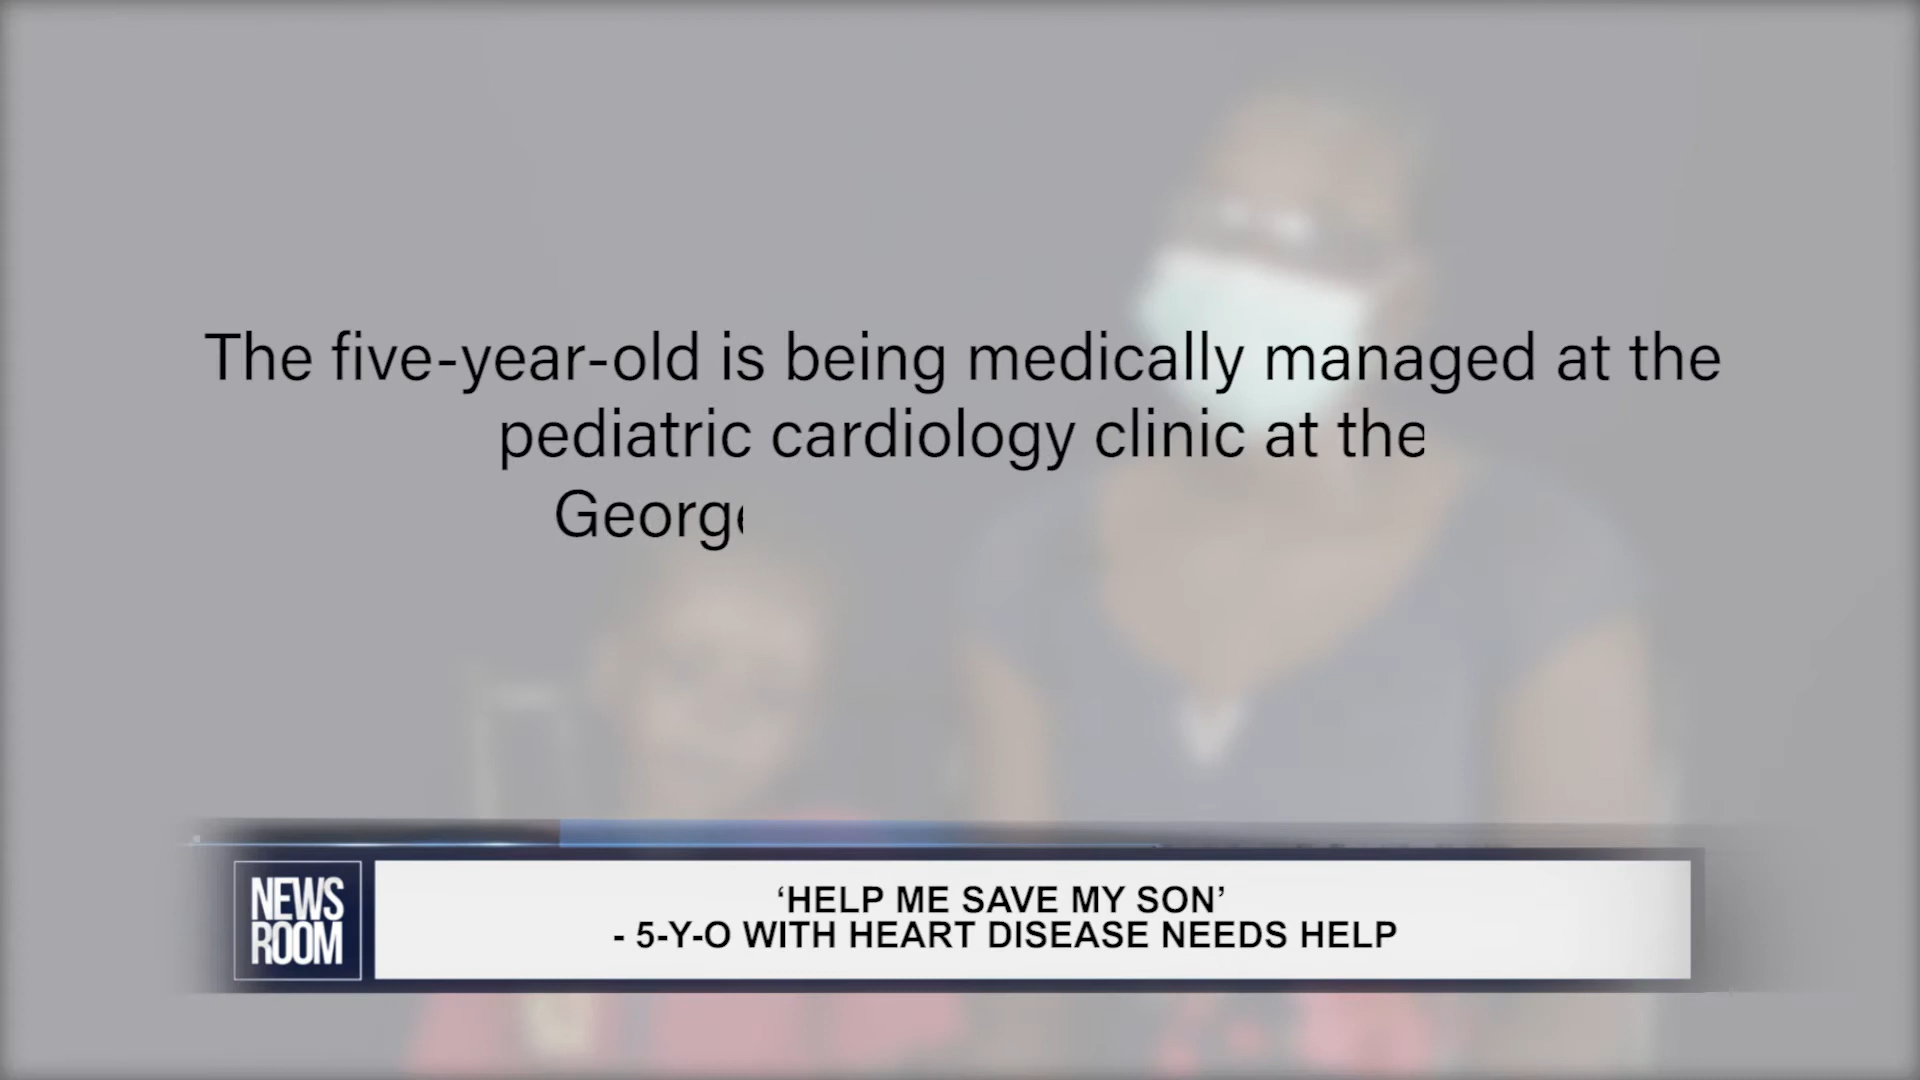 The five-year-old is being medically managed at the
pediatric cardiology clinic at the
George
NEWS
ROOM
‘HELP ME SAVE MY SON’
- 5-Y-O WITH HEART DISEASE NEEDS HELP